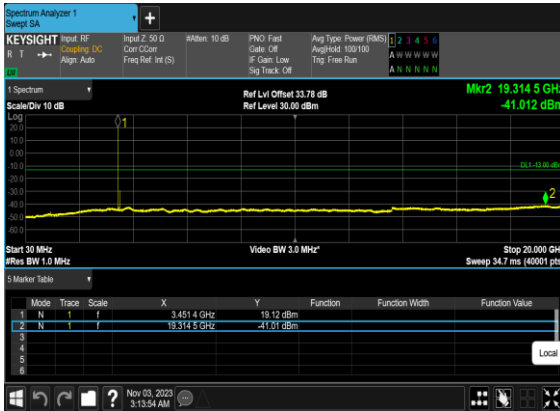 Spectrum Analyzer 1
Swept SA
KEYSIGHT Input: RF Input Z: 50 Ω #Atten: 10 dB PNO: Fast Avg Type: Power (RMS) 1 2 3 4 5 6
R T Coupling: DC Corr CCorr Gate: Off Avg|Hold: 100/100 A W W W W W
Align: Auto Freq Ref: Int (S) IF Gain: Low Trig: Free Run
Sig Track: Off A N N N N N
1 Spectrum Ref Lvl Offset 33.78 dB Mkr2 19.314 5 GHz
Scale/Div 10 dB Ref Level 30.00 dBm -41.012 dBm
Log
1
20.0
10.0
0.00
-10.0 DL1 -13.00 dBm
-20.0
-30.0
2
-40.0
-50.0
-60.0
Start 30 MHz Video BW 3.0 MHz* Stop 20.000 GHz
#Res BW 1.0 MHz Sweep 34.7 ms (40001 pts)
5 Marker Table
Mode Trace Scale X Y Function Function Width Function Value
1 N 1 f 3.451 4 GHz 19.12 dBm
2 N 1 f 19.314 5 GHz -41.01 dBm
3
4
5
6
Local
Nov 03, 2023
3:13:54 AM